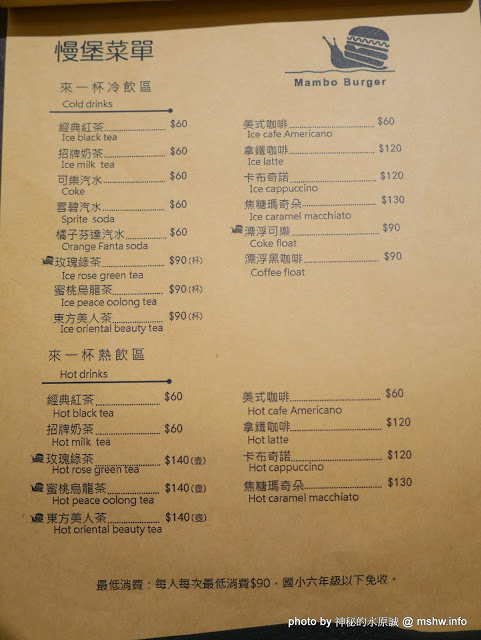 慢堡菜單
Mambo Burger
來一杯冷飲區
Cold drinks
經典紅茶 $60
Ice black tea
招牌奶茶 $60
Ice milk tea
可樂汽水 $60
Coke
雲碧汽水 $60
Sprite soda
橘子芬達汽水 $60
Orange Fanta soda
玫瑰綠茶 $90(杯)
Ice rose green tea
蜜桃烏龍茶 $90(杯)
Ice peace oolong tea
東方美人茶 $90(杯)
Ice oriental beauty tea
美式咖啡 $60
Ice cafe Americano
拿鐵咖啡 $120
Ice latte
卡布奇諾 $120
Ice cappuccino
焦糖瑪奇朵 $130
Ice caramel macchiato
漂浮可樂 $90
Coke float
漂浮黑咖啡 $90
Coffee float
來一杯熱飲區
Hot drinks
經典紅茶 $60
Hot black tea
招牌奶茶 $60
Hot milk tea
玫瑰綠茶 $140(壺)
Hot rose green tea
蜜桃烏龍茶 $140(壺)
Hot peace oolong tea
東方美人茶 $140(壺)
Hot oriental beauty tea
美式咖啡 $60
Hot cafe Americano
拿鐵咖啡 $120
Hot latte
卡布奇諾 $120
Hot cappuccino
焦糖瑪奇朵 $130
Hot caramel macchiato
最低消費：每人每次最低消費$90，國小六年級以下免收。
photo by 神秘的水原誠 @ mshw.info